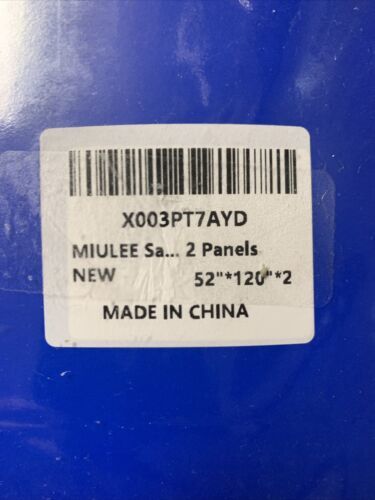 X003PT7AYD
MIULEE Sa... 2 Panels
NEW 52"*120"*2
MADE IN CHINA